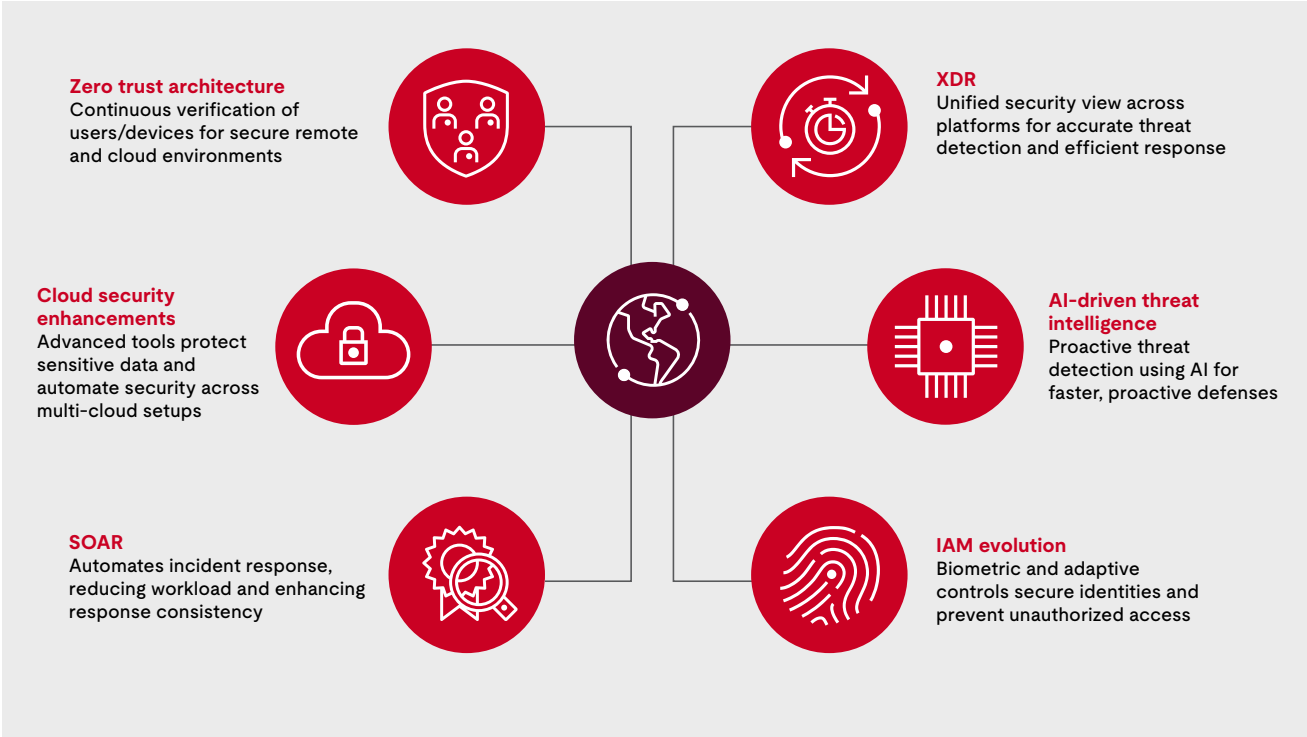 Zero trust architecture
Continuous verification of
users/devices for secure remote
and cloud environments
XDR
Unified security view across
platforms for accurate threat
detection and efficient response
Cloud security
enhancements
Advanced tools protect
sensitive data and
automate security across
multi-cloud setups
AI-driven threat
intelligence
Proactive threat
detection using AI for
faster, proactive defenses
SOAR
Automates incident response,
reducing workload and enhancing
response consistency
IAM evolution
Biometric and adaptive
controls secure identities and
prevent unauthorized access